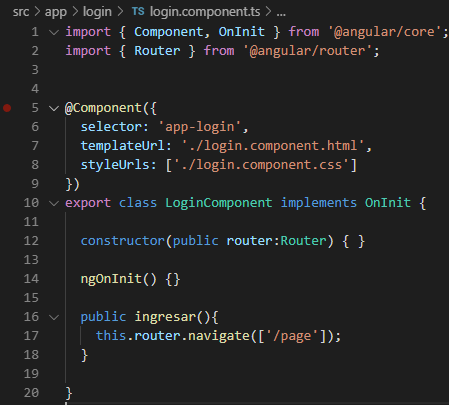 src > app > login > TS login.component.ts > ...
1 import { Component, OnInit } from '@angular/core';
2 import { Router } from '@angular/router';
3
4
5 @Component({
6   selector: 'app-login',
7   templateUrl: './login.component.html',
8   styleUrls: ['./login.component.css']
9 })
10 export class LoginComponent implements OnInit {
11
12   constructor(public router:Router) { }
13
14   ngOnInit() {}
15
16   public ingresar(){
17     this.router.navigate(['/page']);
18   }
19
20 }